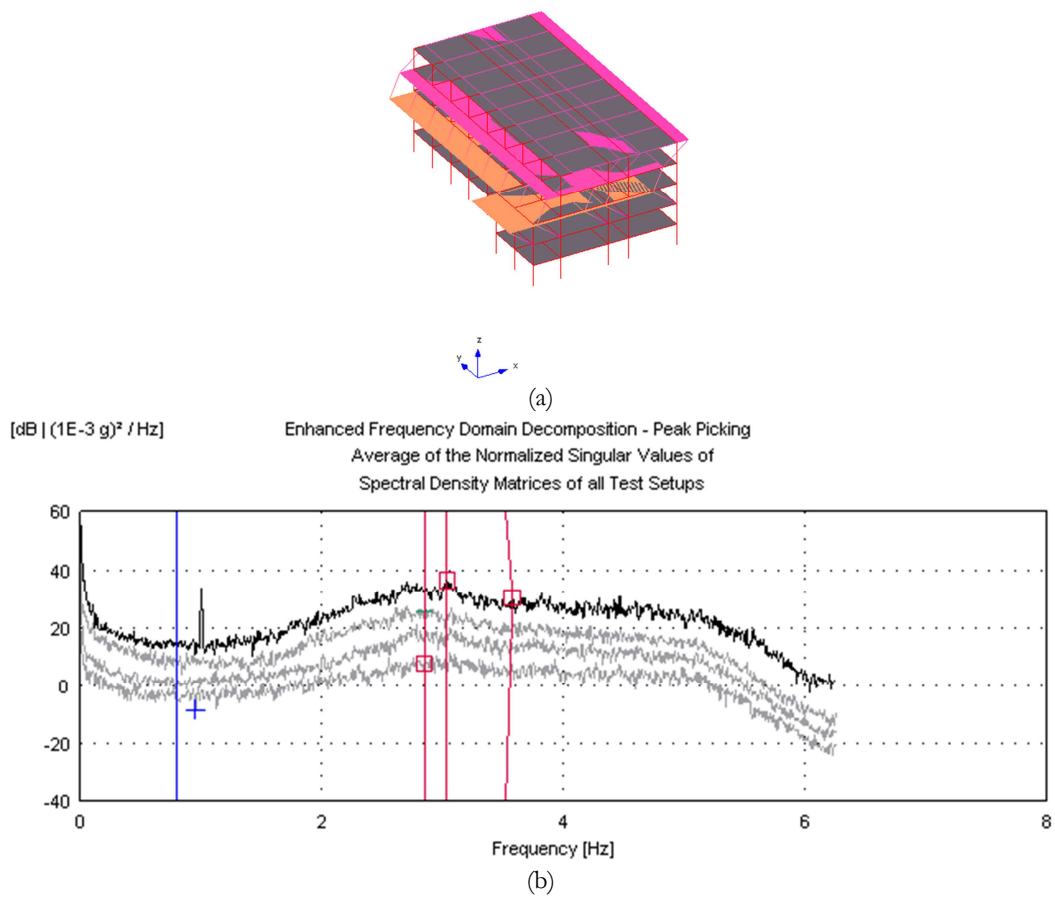 z
y
x
(a)
[dB | (1E-3 g)² / Hz]
Enhanced Frequency Domain Decomposition - Peak Picking
Average of the Normalized Singular Values of
Spectral Density Matrices of all Test Setups
60
40
20
0
-20
-40
0 2 4 6 8
Frequency [Hz]
(b)